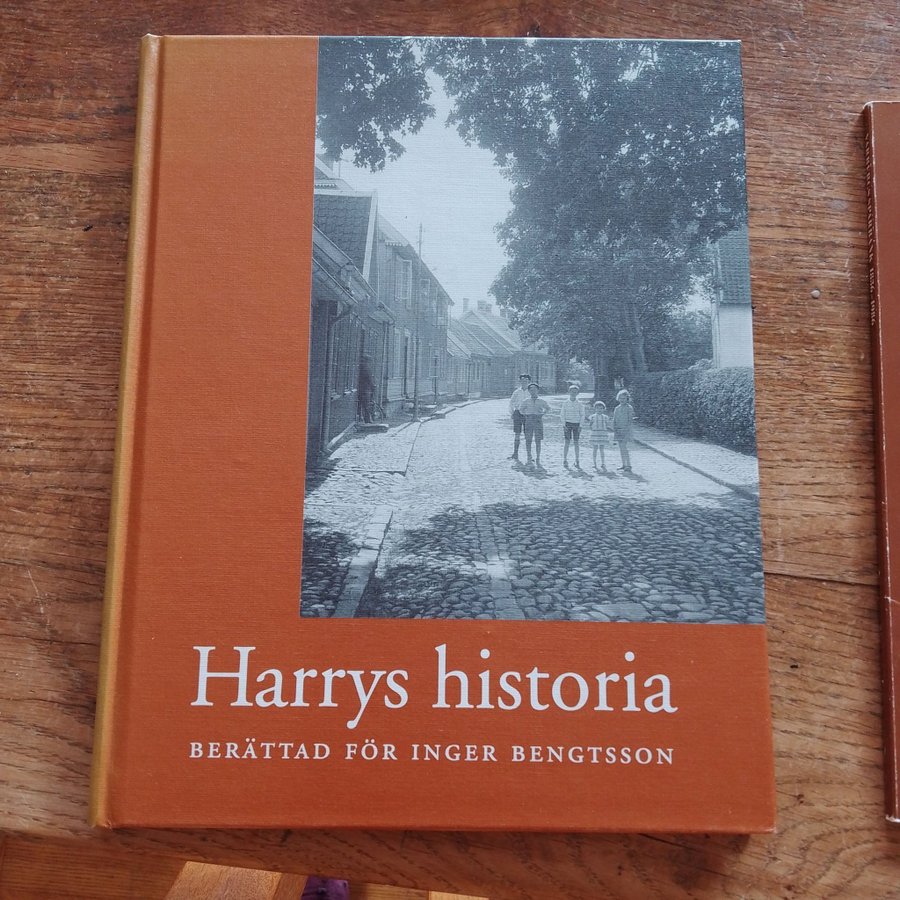 Harrys historia
BERÄTTAD FÖR INGER BENGTSSON